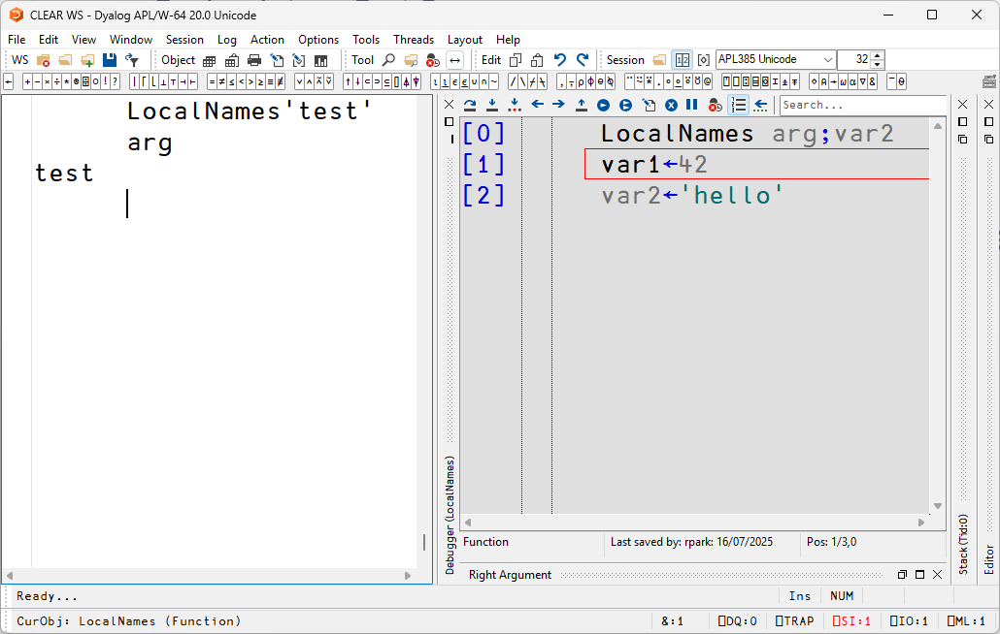 CLEAR WS - Dyalog APL/W-64 20.0 Unicode
File Edit View Window Session Log Action Options Tools Threads Layout Help
WS Object Tool Edit Session APL385 Unicode 32
← + - × ÷ * ⍟ ⌹ ○ ! ? | ⌈ ⌊ ⊥ ⊤ ⊣ ⊢ = ≠ ≤ < > ≥ ≡ ≢ ∨ ∧ ⍲ ⍱ ↑ ↓ ⊂ ⊃ ⊆ ⌷ ⍋ ⍒ ⍳ ⍸ ∊ ⍷ ∪ ∩ ~ / \ ⌿ ⍀ , ⍪ ⍴ ⌽ ⊖ ⍉ ¨ ⍨ ⍣ . ∘ ⍤ ⍥ @ ⌶ ⍎ ⍕ ⋄ ⍝ → ⍵ ⍺ ∇ & ¯ ⍬
LocalNames'test'
arg
test
Search...
[0] LocalNames arg;var2
[1] var1←42
[2] var2←'hello'
Debugger (LocalNames)
Function Last saved by: rpark: 16/07/2025 Pos: 1/3,0
Right Argument
Stack (Tid:0)
Editor
Ready... Ins NUM
CurObj: LocalNames (Function) &:1 ⎕DQ:0 ⎕TRAP ⎕SI:1 ⎕IO:1 ⎕ML:1